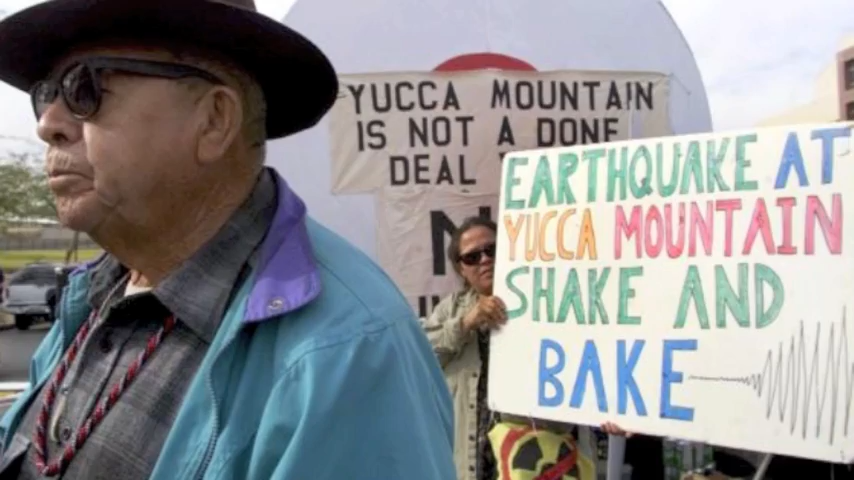 YUCCA MOUNTAIN
IS NOT A DONE
DEAL
N
EARTHQUAKE AT
YUCCA MOUNTAIN
SHAKE AND
BAKE